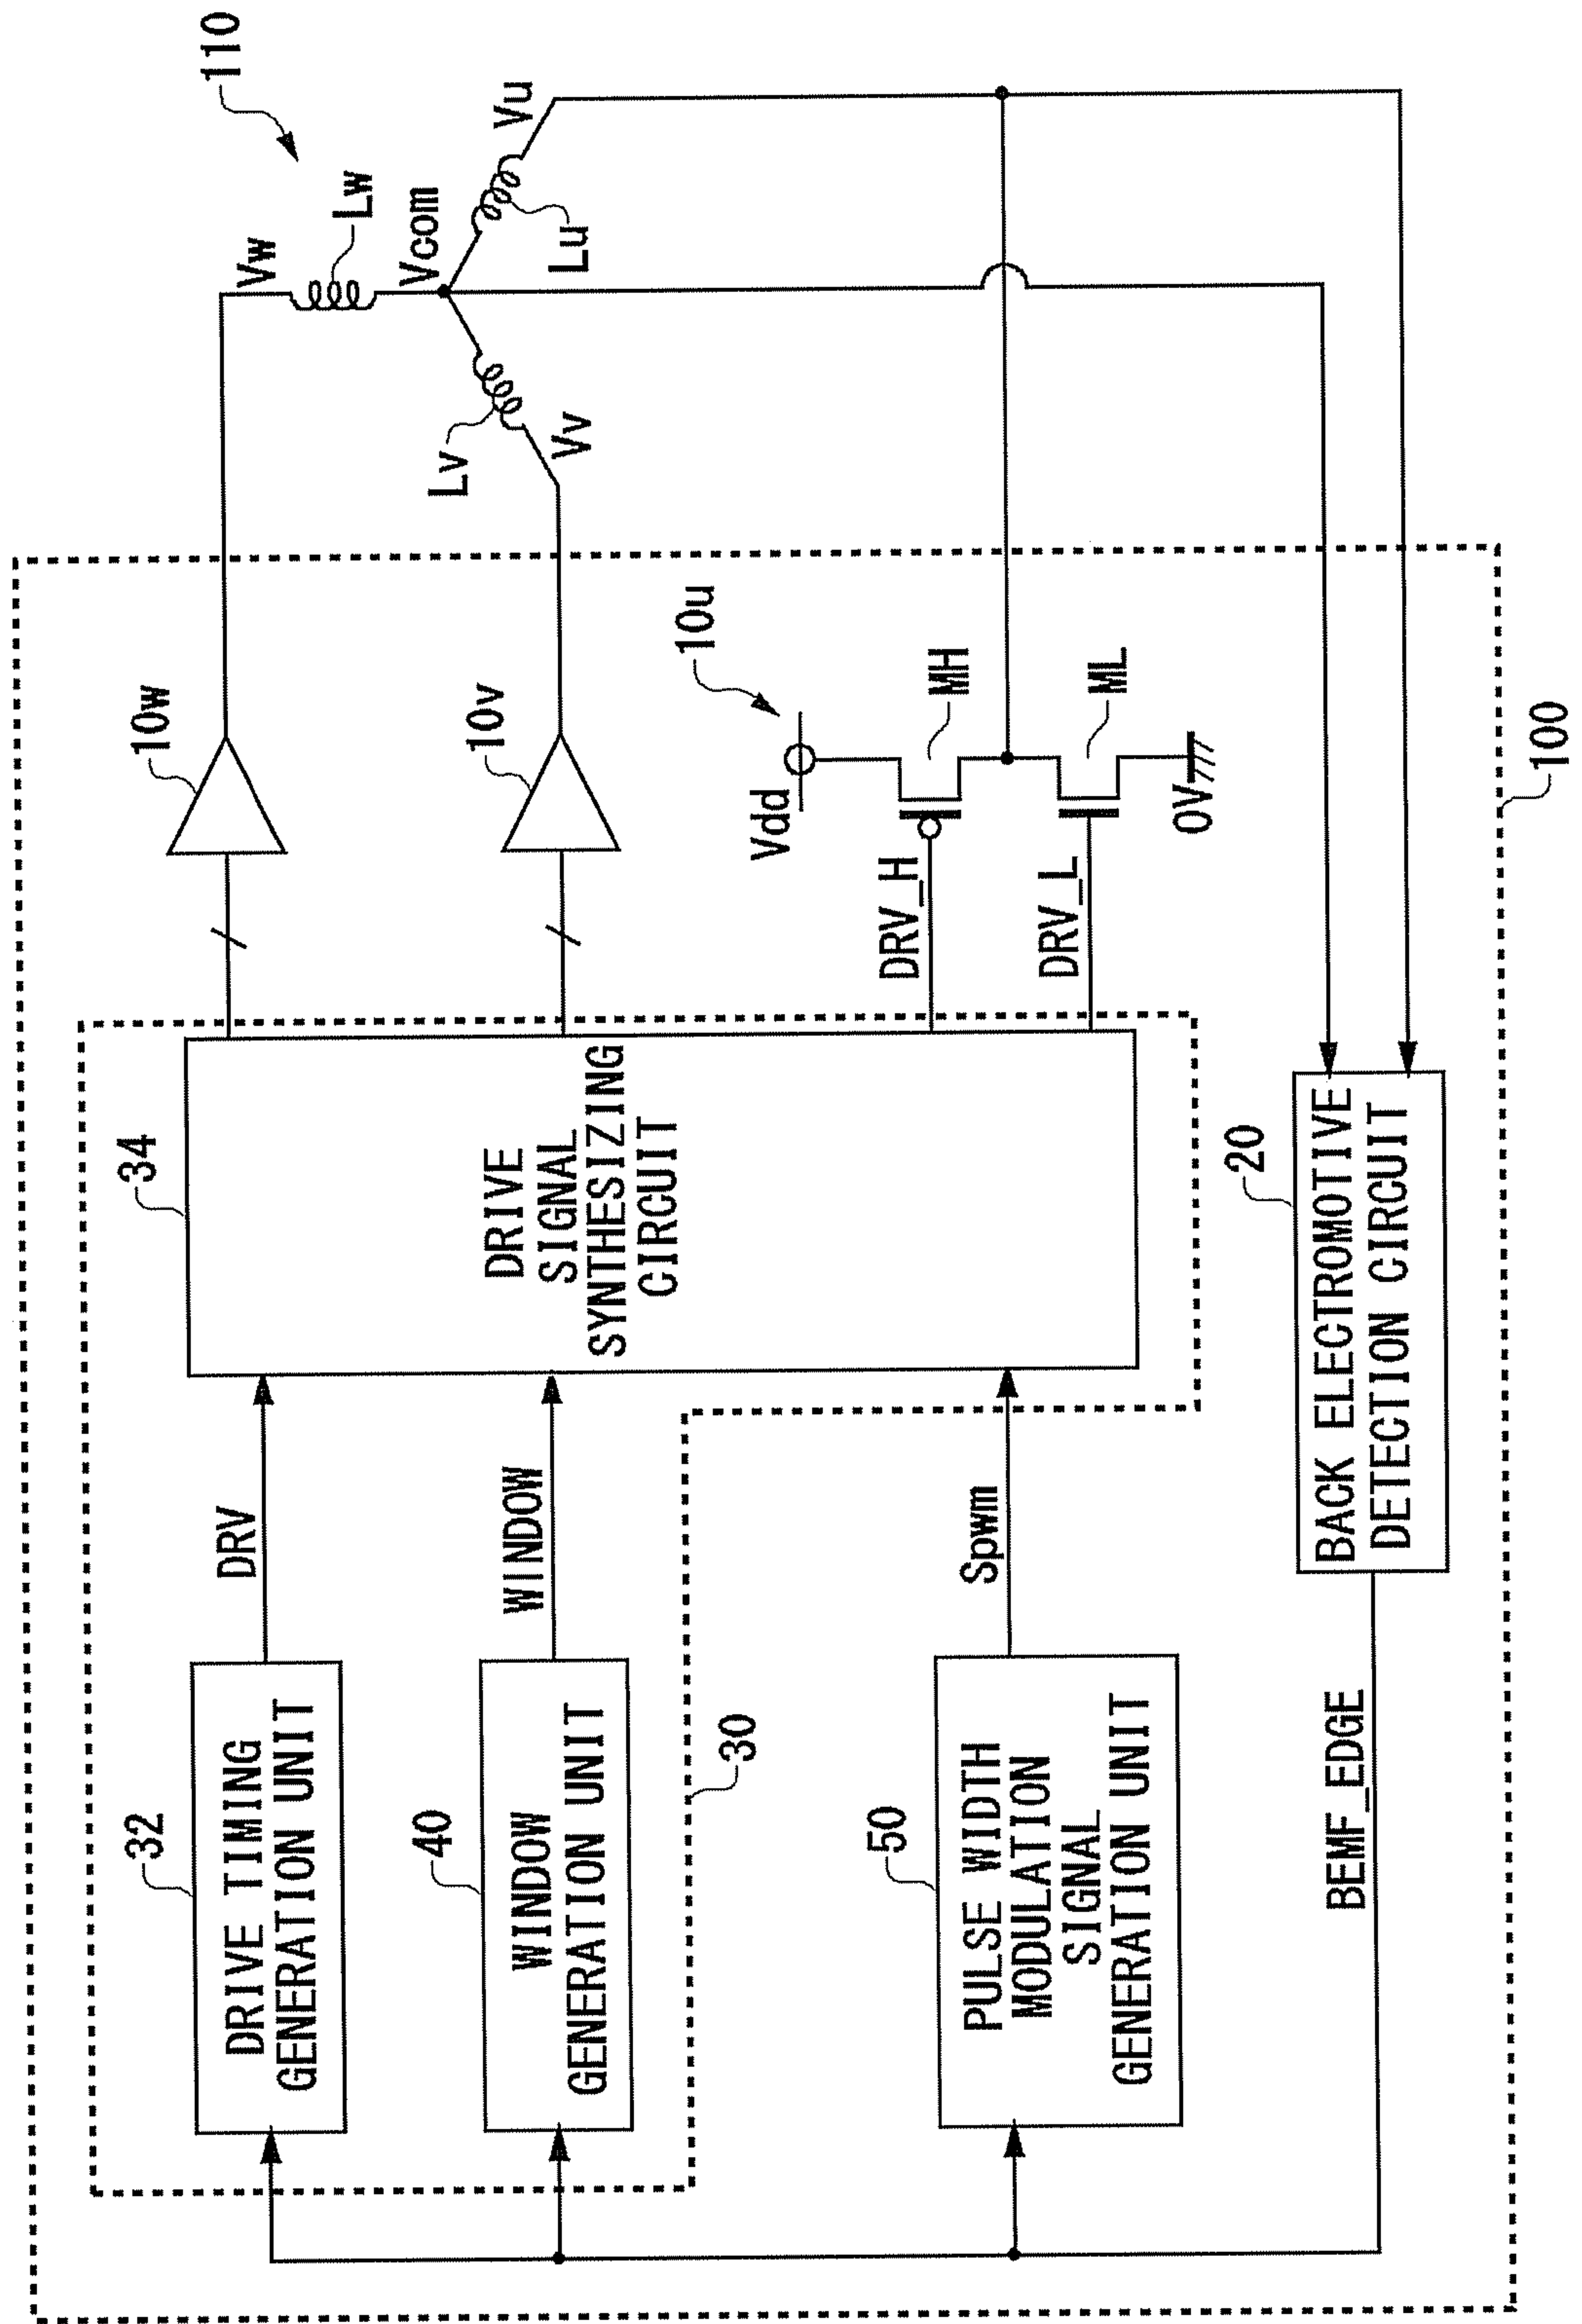 110
Vw
Lw
Vcom
Vu
Lu
Lv
Vv
10w
10v
10u
Vdd
MH
ML
0V
DRV_H
DRV_L
100
34
DRIVE
SIGNAL
SYNTHESIZING
CIRCUIT
20
BACK ELECTROMOTIVE
DETECTION CIRCUIT
DRV
WINDOW
Spwm
32
DRIVE TIMING
GENERATION UNIT
40
WINDOW
GENERATION UNIT
30
50
PULSE WIDTH
MODULATION
SIGNAL
GENERATION UNIT
BEMF_EDGE